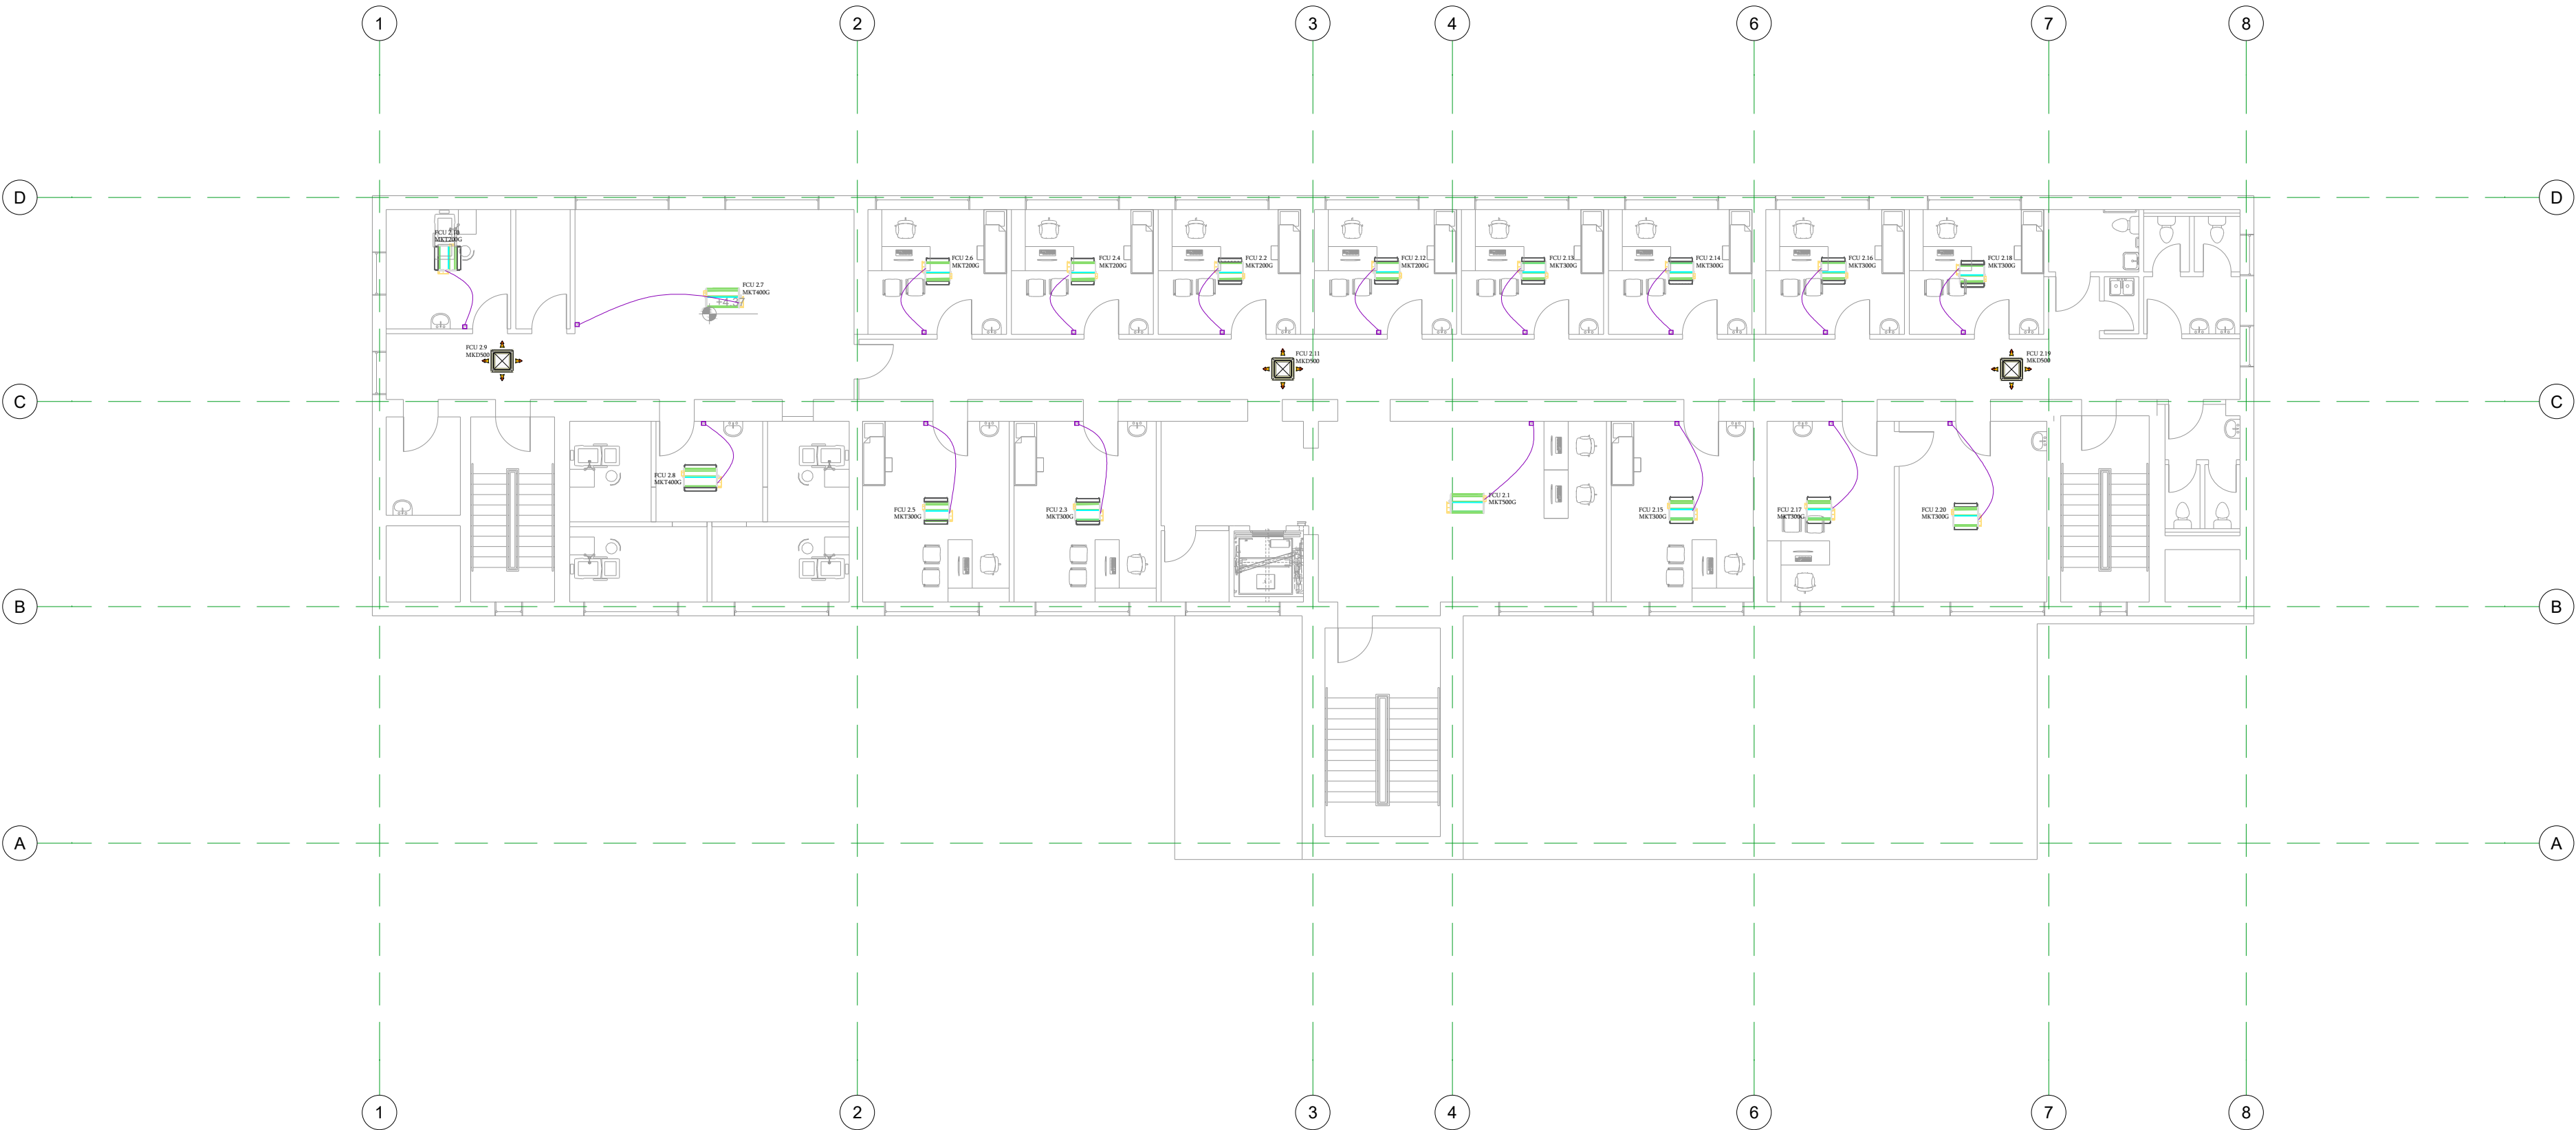 1
2
3
4
6
7
8
D
D
FCU 2.10
MKT200G
FCU 2.7
MKT400G
FCU 2.6
MKT200G
FCU 2.4
MKT200G
FCU 2.2
MKT200G
FCU 2.12
MKT200G
FCU 2.13
MKT300G
FCU 2.14
MKT300G
FCU 2.16
MKT300G
FCU 2.18
MKT300G
FCU 2.9
MKD500
FCU 2.11
MKD500
FCU 2.19
MKD500
C
C
FCU 2.8
MKT400G
FCU 2.5
MKT300G
FCU 2.3
MKT300G
FCU 2.1
MKT500G
FCU 2.15
MKT300G
FCU 2.17
MKT300G
FCU 2.20
MKT300G
B
B
A
A
1
2
3
4
6
7
8